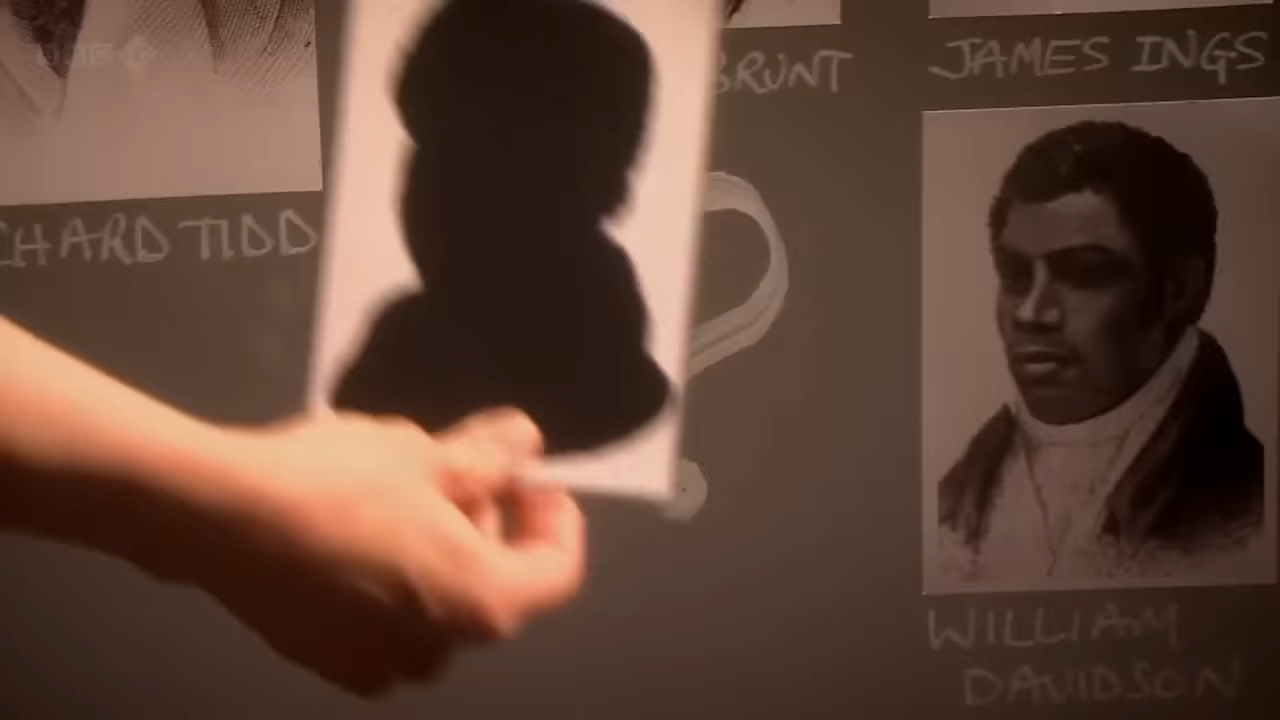 BRUNT
JAMES INGS
CHARD TIDD
WILLIAM
DAVIDSON